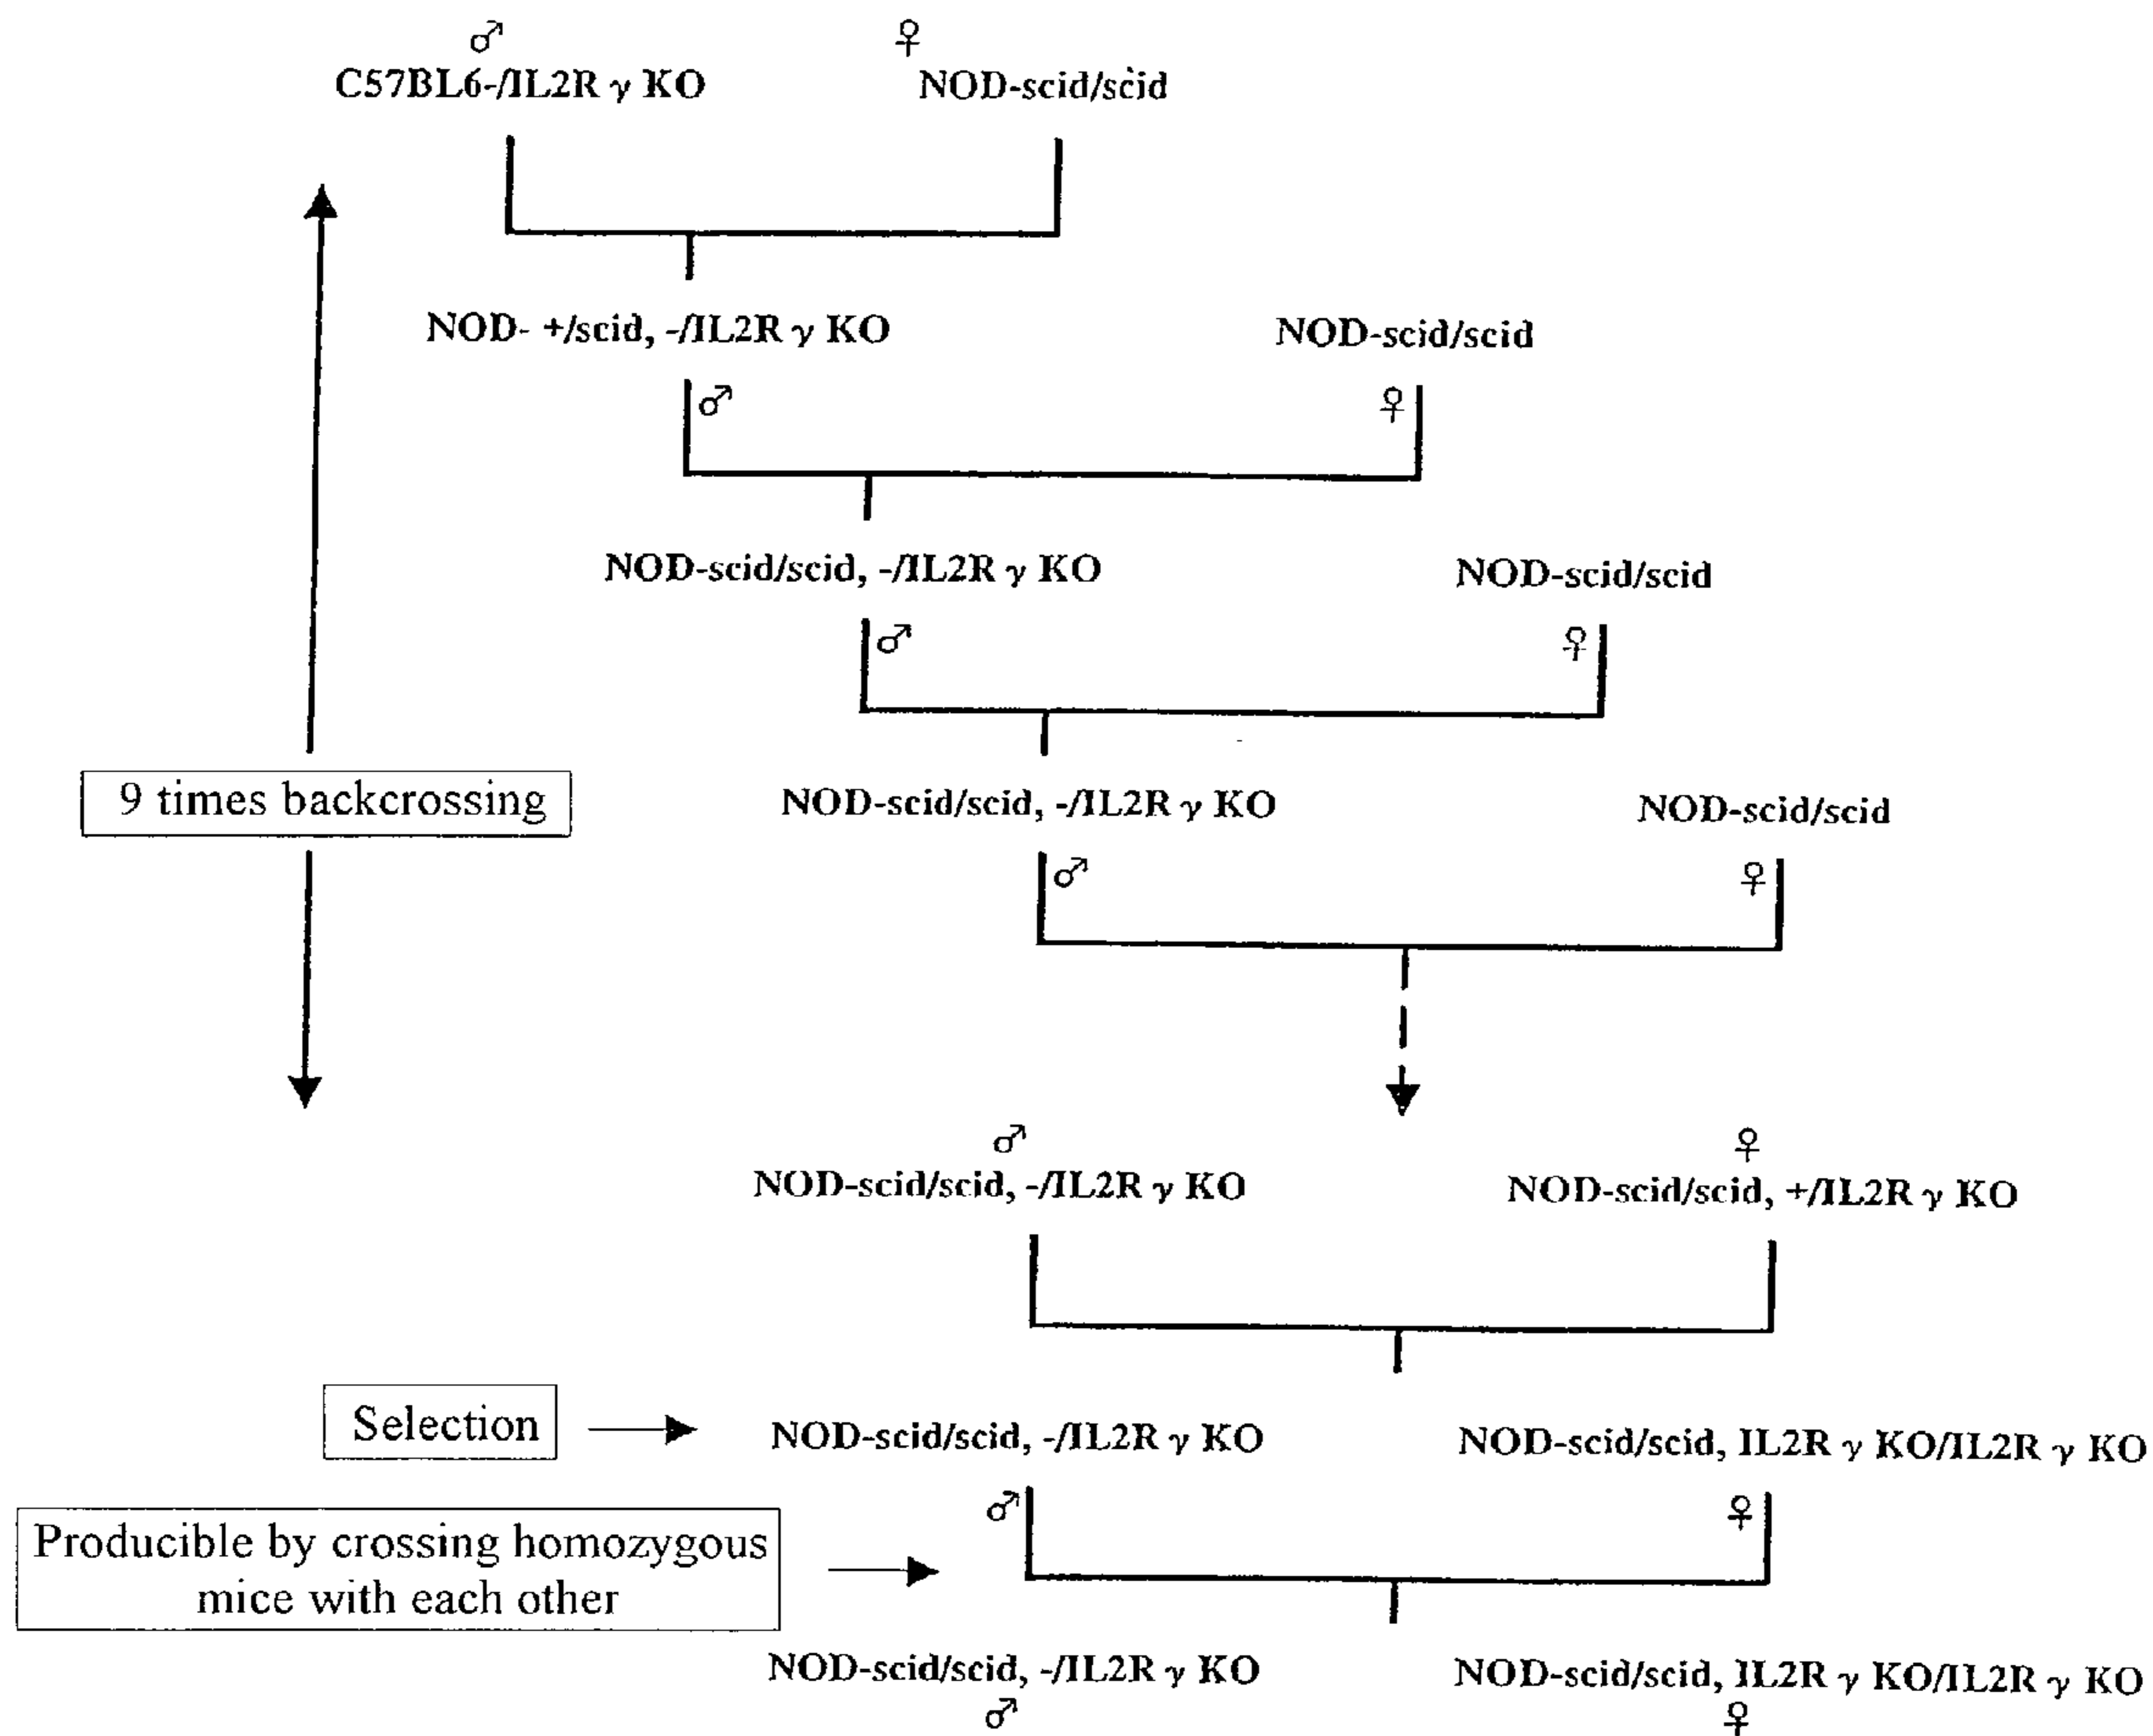 ♂ ♀
C57BL6-/IL2R γ KO NOD-scid/scid
NOD- +/scid, -/IL2R γ KO NOD-scid/scid
♂ ♀
NOD-scid/scid, -/IL2R γ KO NOD-scid/scid
♂ ♀
9 times backcrossing NOD-scid/scid, -/IL2R γ KO NOD-scid/scid
♂ ♀
♂ ♀
NOD-scid/scid, -/IL2R γ KO NOD-scid/scid, +/IL2R γ KO
Selection NOD-scid/scid, -/IL2R γ KO NOD-scid/scid, IL2R γ KO/IL2R γ KO
♂ ♀
Producible by crossing homozygous
mice with each other
NOD-scid/scid, -/IL2R γ KO NOD-scid/scid, IL2R γ KO/IL2R γ KO
♂ ♀